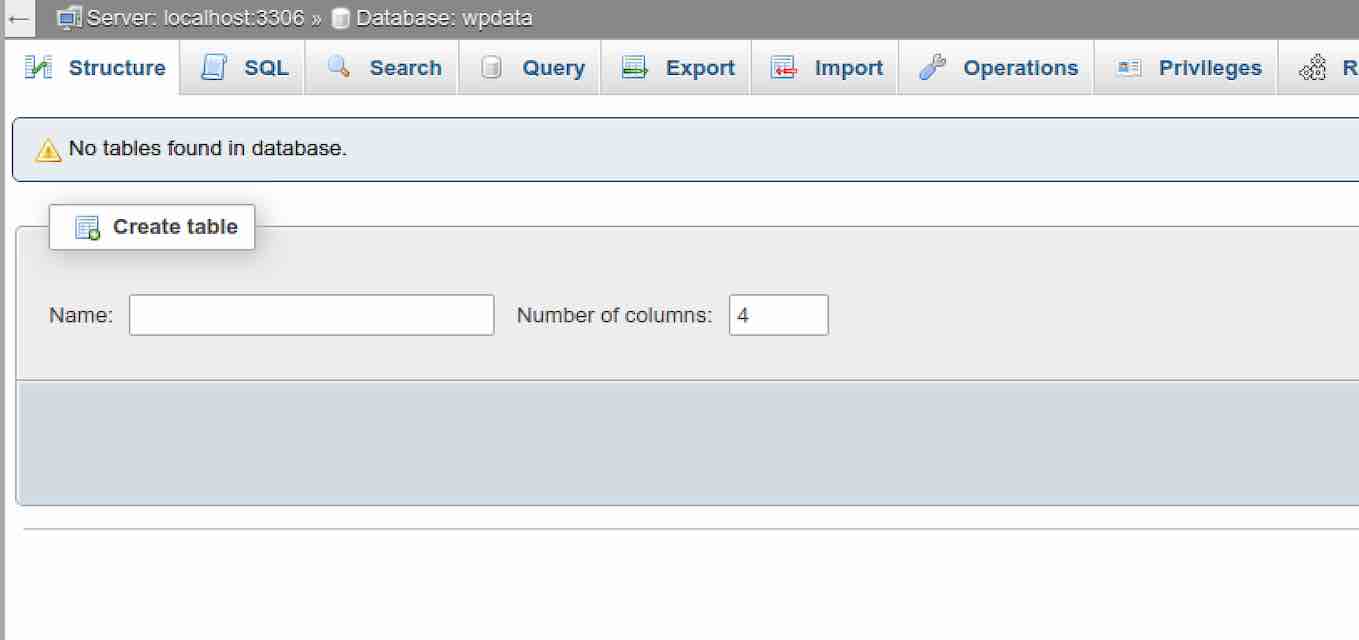 Server: localhost:3306 » Database: wpdata
Structure SQL Search Query Export Import Operations Privileges R
No tables found in database.
Create table
Name: Number of columns: 4